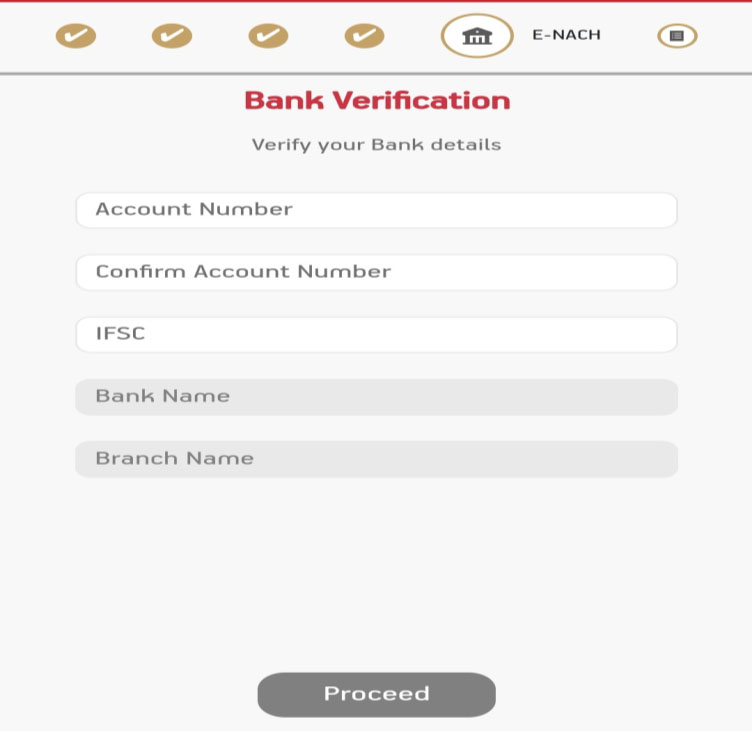 E-NACH
Bank Verification
Verify your Bank details
Account Number
Confirm Account Number
IFSC
Bank Name
Branch Name
Proceed